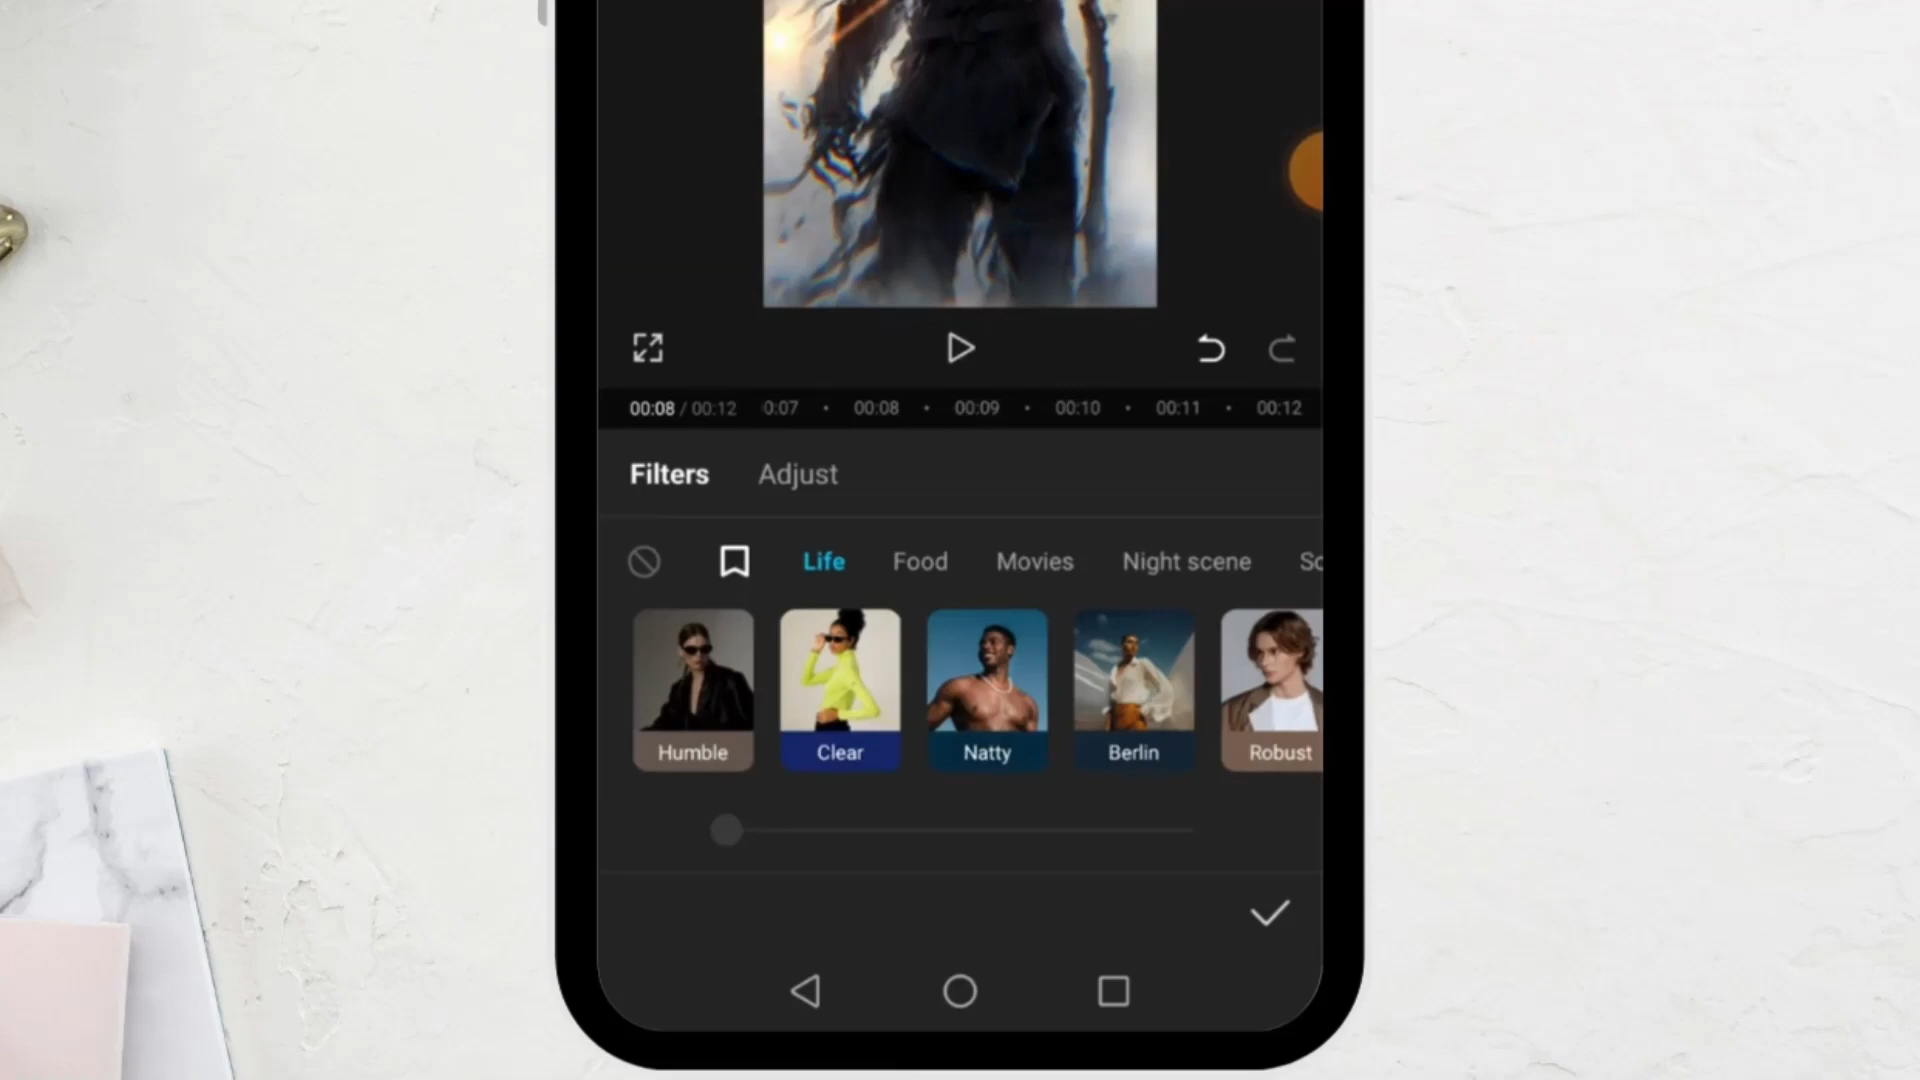 00:08 / 00:12 0:07 00:08 00:09 00:10 00:11 00:12
Filters Adjust
Life Food Movies Night scene Sc
Humble Clear Natty Berlin Robust